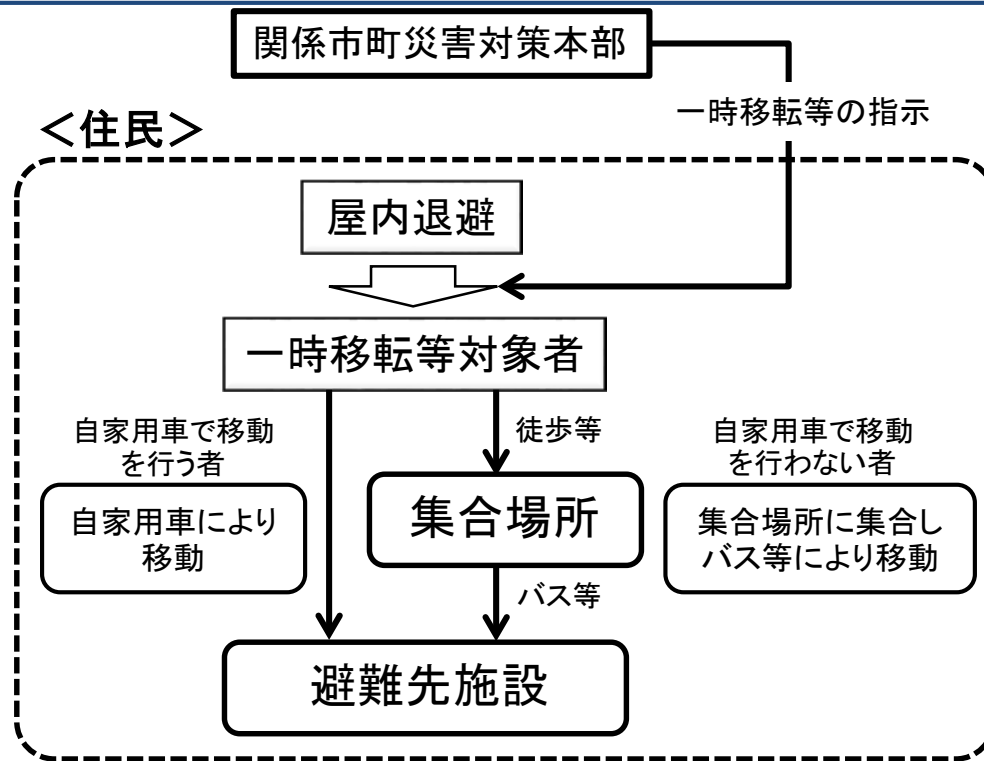 関係市町災害対策本部
一時移転等の指示
＜住民＞
屋内退避
一時移転等対象者
自家用車で移動
を行う者
自家用車により
移動
徒歩等
集合場所
バス等
自家用車で移動
を行わない者
集合場所に集合し
バス等により移動
避難先施設